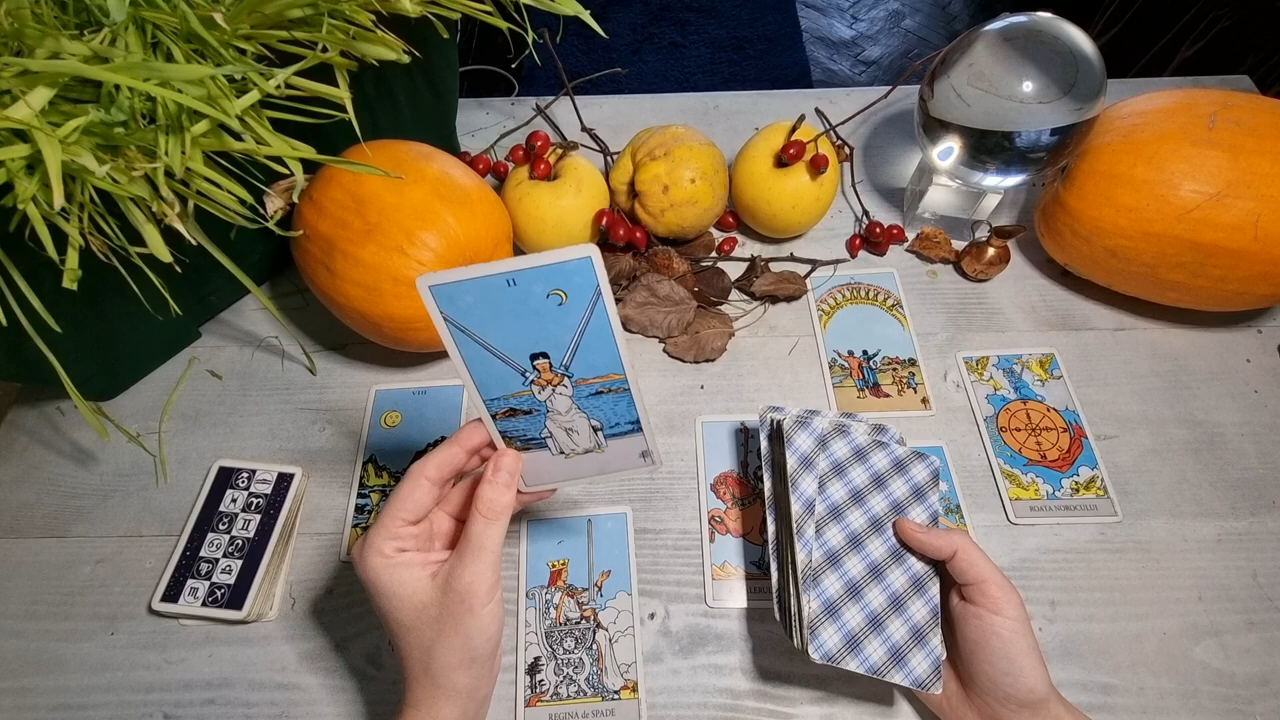 II
X
VIII
ROATA NOROCULUI
REGINA de SPADE